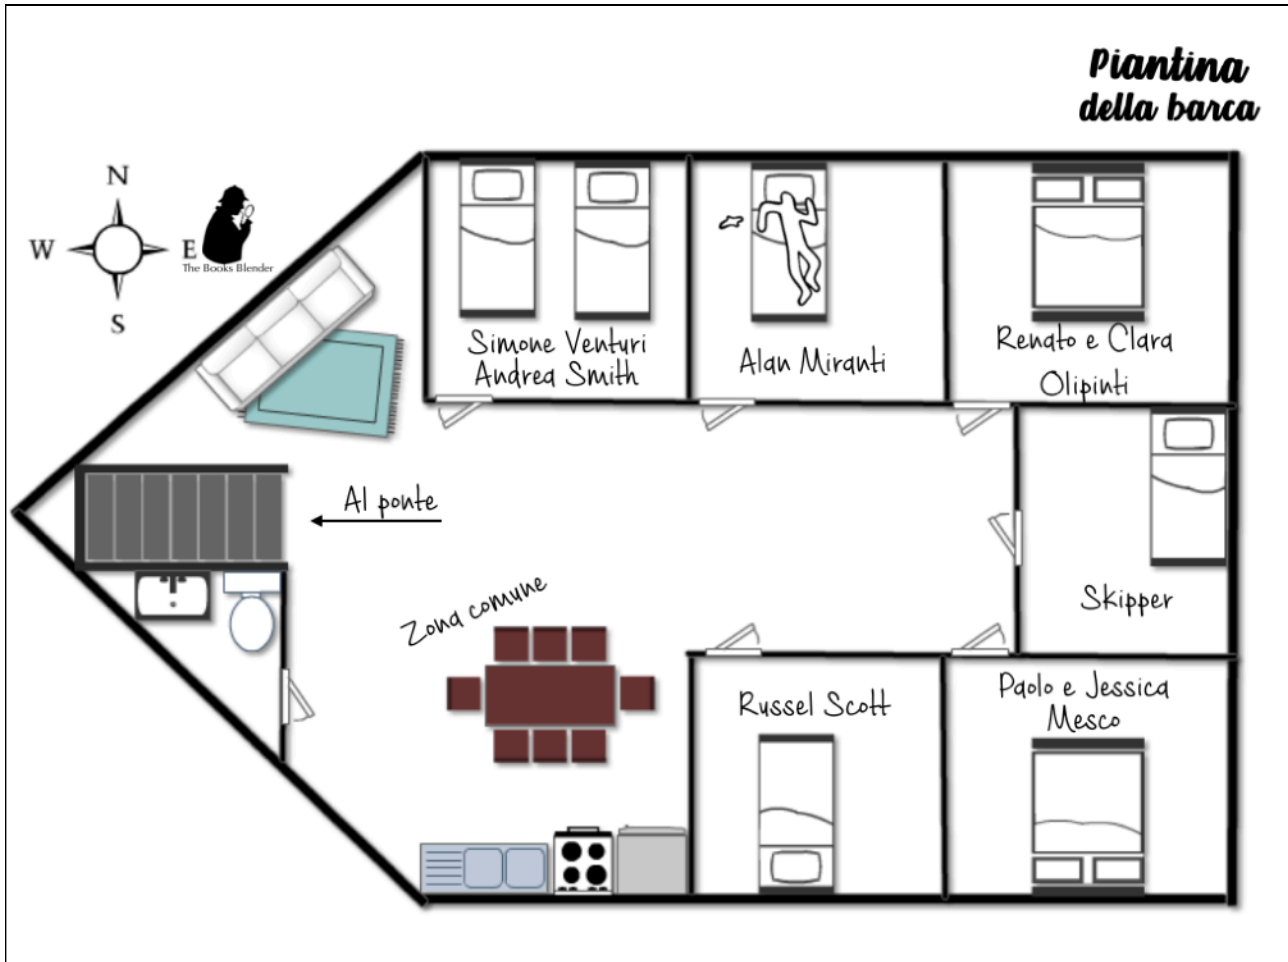 Piantina
della barca
N
W
E
S
The Books Blender
Simone Venturi
Andrea Smith
Alan Miranti
Renato e Clara
Olipinti
Al ponte
Skipper
Zona comune
Russel Scott
Paolo e Jessica
Mesco